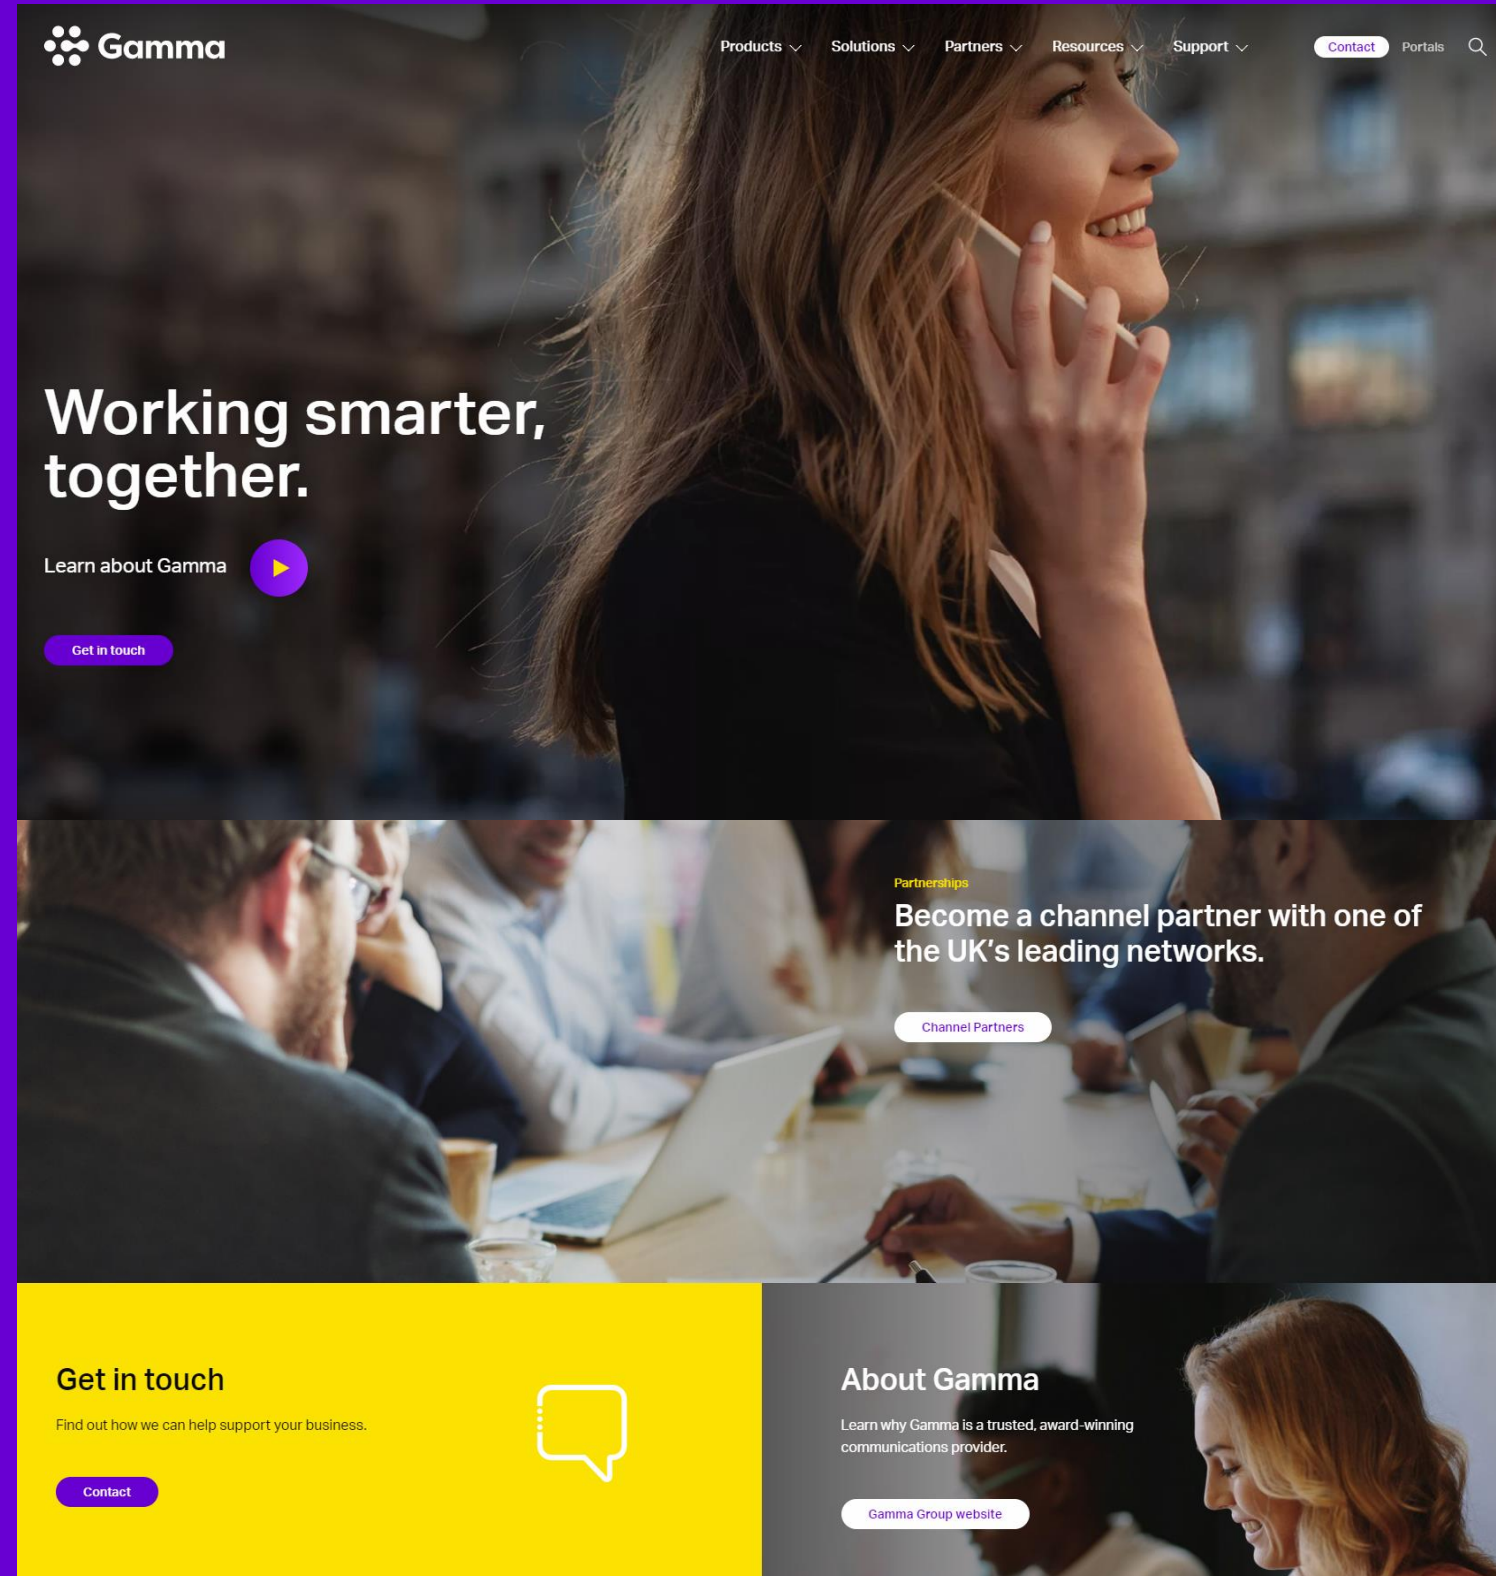 Gamma
Products
Solutions
Partners
Resources
Support
Contact
Portals
Working smarter,
together.
Learn about Gamma
Get in touch
Partnerships
Become a channel partner with one of
the UK’s leading networks.
Channel Partners
Get in touch
Find out how we can help support your business.
Contact
About Gamma
Learn why Gamma is a trusted, award-winning
communications provider.
Gamma Group website